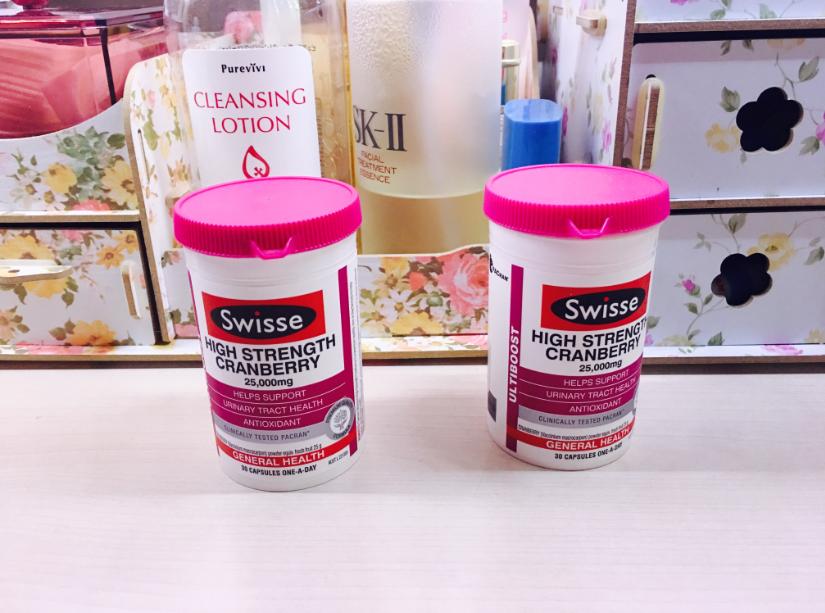 Purevivi
CLEANSING
LOTION
SK-II
FACIAL
TREATMENT
ESSENCE
Swisse
HIGH STRENGTH
CRANBERRY
25,000mg
HELPS SUPPORT
URINARY TRACT HEALTH
ANTIOXIDANT
CLINICALLY TESTED PACRAN*
GENERAL HEALTH
30 CAPSULES ONE-A-DAY
ULTIBOOST
Swisse
HIGH STRENGTH
CRANBERRY
25,000mg
HELPS SUPPORT
URINARY TRACT HEALTH
ANTIOXIDANT
CLINICALLY TESTED PACRAN*
GENERAL HEALTH
30 CAPSULES ONE-A-DAY